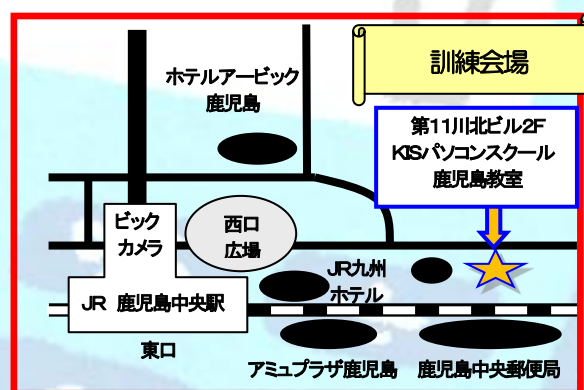 訓練会場
ホテルアービック
鹿児島
第11川北ビル2F
KISパソコンスクール
鹿児島教室
ビック
カメラ
西口
広場
JR九州
ホテル
JR 鹿児島中央駅
東口
アミュプラザ鹿児島
鹿児島中央郵便局